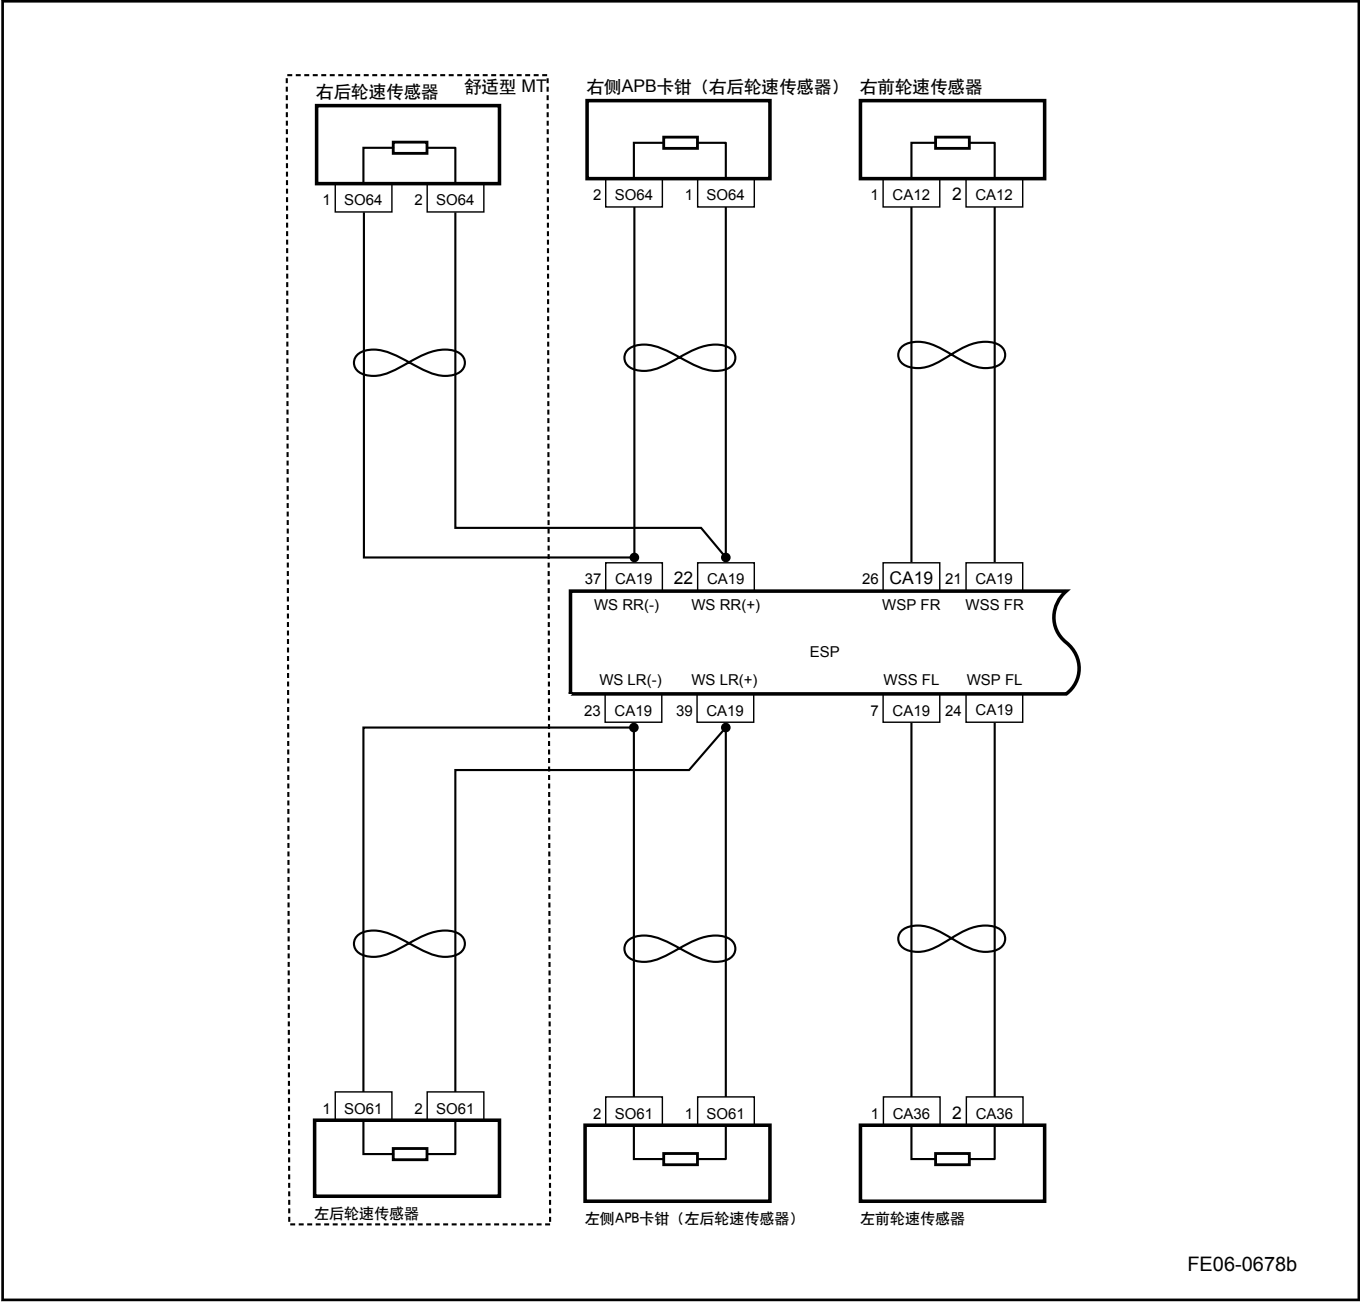 舒适型 MT
右后轮速传感器
右侧APB卡钳（右后轮速传感器）
右前轮速传感器
1 SO64 2 SO64
2 SO64 1 SO64
1 CA12 2 CA12
37 CA19 22 CA19 26 CA19 21 CA19
WS RR(-) WS RR(+) WSP FR WSS FR
ESP
WS LR(-) WS LR(+) WSS FL WSP FL
23 CA19 39 CA19 7 CA19 24 CA19
1 SO61 2 SO61
2 SO61 1 SO61
1 CA36 2 CA36
左后轮速传感器
左侧APB卡钳（左后轮速传感器）
左前轮速传感器
FE06-0678b